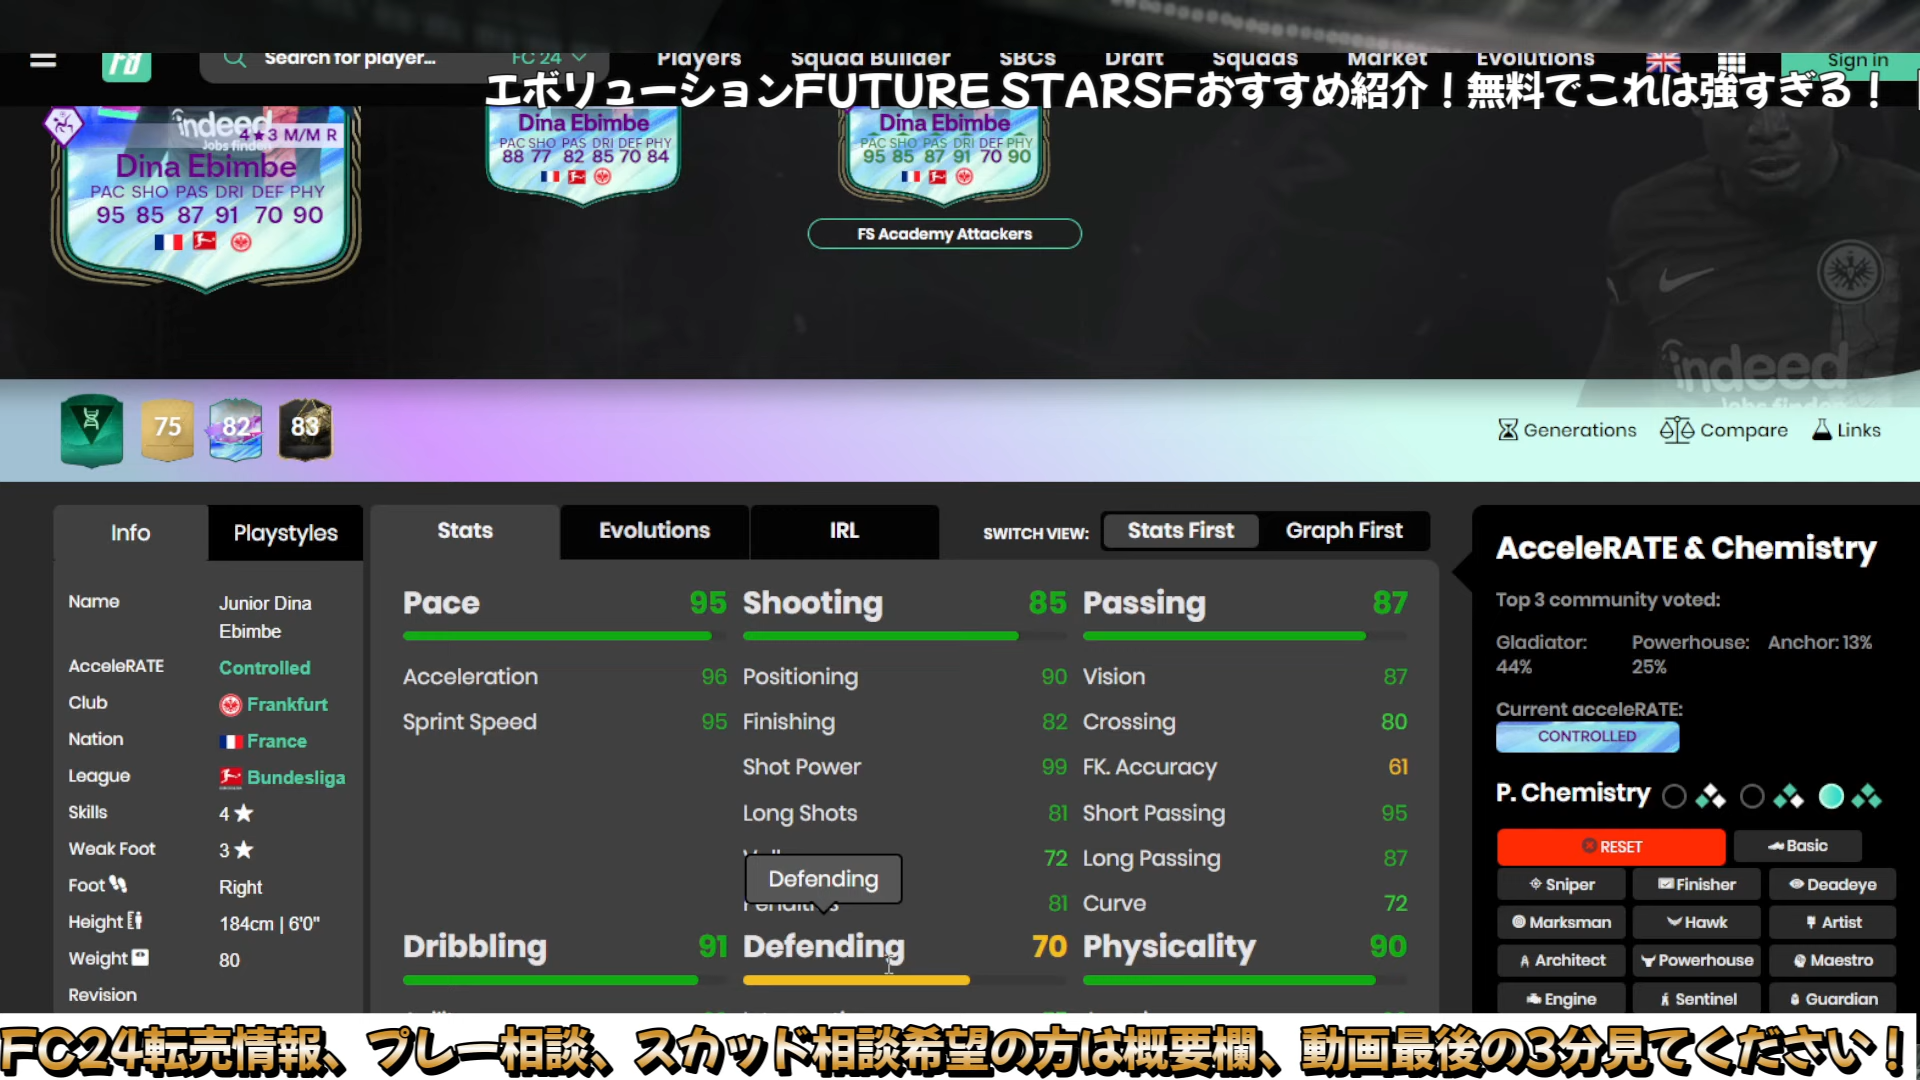 Search for player...
FC 24
Players
Squad Builder
SBCs
Draft
Squads
Market
Evolutions
Sign in
エボリューションFUTURE STARSFおすすめ紹介！無料でこれは強すぎる！
indeed
4★3 M/M R
Dina Ebimbe
PAC SHO PAS DRI DEF PHY
95 85 87 91 70 90
Dina Ebimbe
PAC SHO PAS DRI DEF PHY
88 77 82 85 70 84
Dina Ebimbe
PAC SHO PAS DRI DEF PHY
95 85 87 91 70 90
FS Academy Attackers
indeed
75
82
83
Generations
Compare
Links
Info
Playstyles
Name
Junior Dina
Ebimbe
AcceleRATE
Controlled
Club
Frankfurt
Nation
France
League
Bundesliga
Skills
4 ★
Weak Foot
3 ★
Foot
Right
Height
184cm | 6'0"
Weight
80
Revision
Stats
Evolutions
IRL
SWITCH VIEW:
Stats First
Graph First
Pace 95
Acceleration 96
Sprint Speed 95
Shooting 85
Positioning 90
Finishing 82
Shot Power 99
Long Shots 81
72
81
Defending
Passing 87
Vision 87
Crossing 80
FK. Accuracy 61
Short Passing 95
Long Passing 87
Curve 72
Dribbling 91
Defending 70
Physicality 90
AcceleRATE & Chemistry
Top 3 community voted:
Gladiator: 44%
Powerhouse: 25%
Anchor: 13%
Current acceleRATE:
CONTROLLED
P. Chemistry
RESET
Basic
Sniper
Finisher
Deadeye
Marksman
Hawk
Artist
Architect
Powerhouse
Maestro
Engine
Sentinel
Guardian
FC24転売情報、プレー相談、スカッド相談希望の方は概要欄、動画最後の3分見てください！